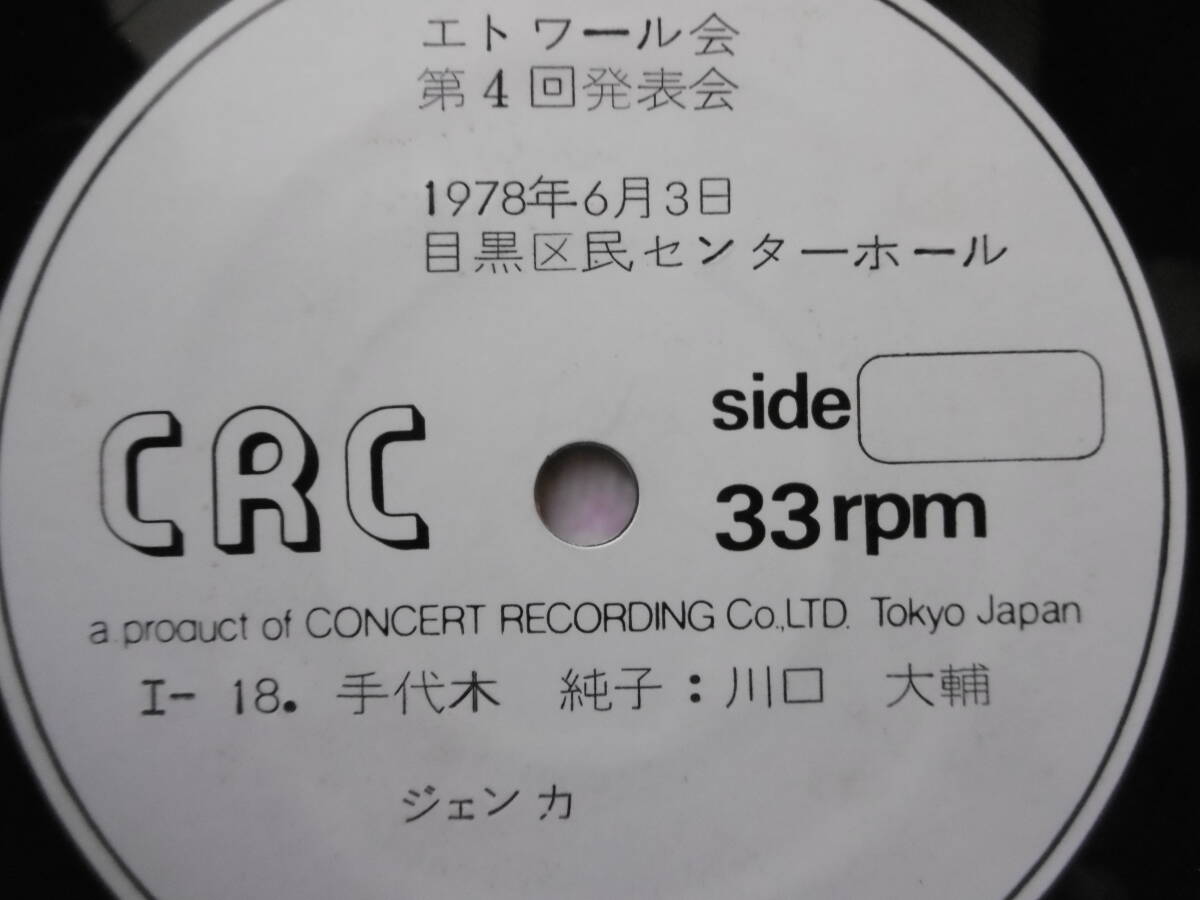 エトワール会
第4回発表会
1978年6月3日
目黒区民センターホール
CRC
side
33rpm
a product of CONCERT RECORDING Co.,LTD. Tokyo Japan
I- 18. 手代木 純子:川口 大輔
ジェンカ